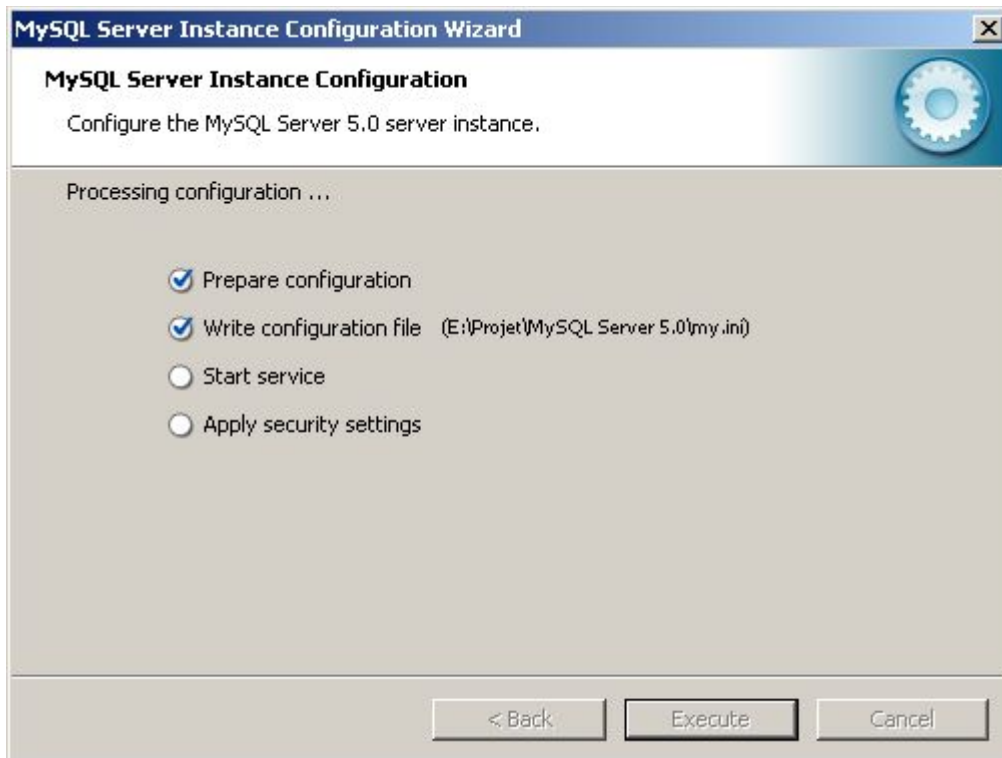 MySQL Server Instance Configuration Wizard
MySQL Server Instance Configuration
Configure the MySQL Server 5.0 server instance.
Processing configuration ...
Prepare configuration
Write configuration file (E:\Projet\MySQL Server 5.0\my.ini)
Start service
Apply security settings
< Back Execute Cancel